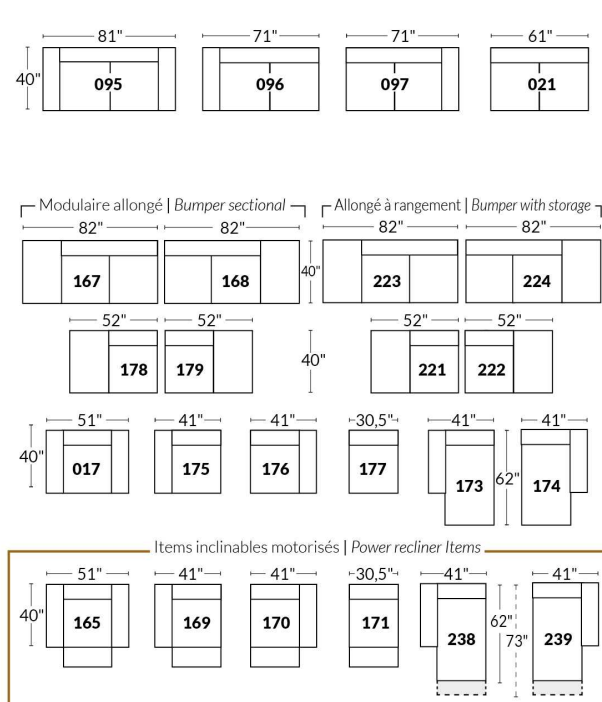 81" 71" 71" 61"
40" 095 096 097 021
Modulaire allongé | Bumper sectional Allongé à rangement | Bumper with storage
82" 82" 82" 82"
167 168 40" 223 224
52" 52" 52" 52"
178 179 40" 221 222
51" 41" 41" 30,5" 41" 41"
40" 017 175 176 177 173 62" 174
Items inclinables motorisés | Power recliner Items
51" 41" 41" 30,5" 41" 41"
40" 165 169 170 171 238 62" 73" 239